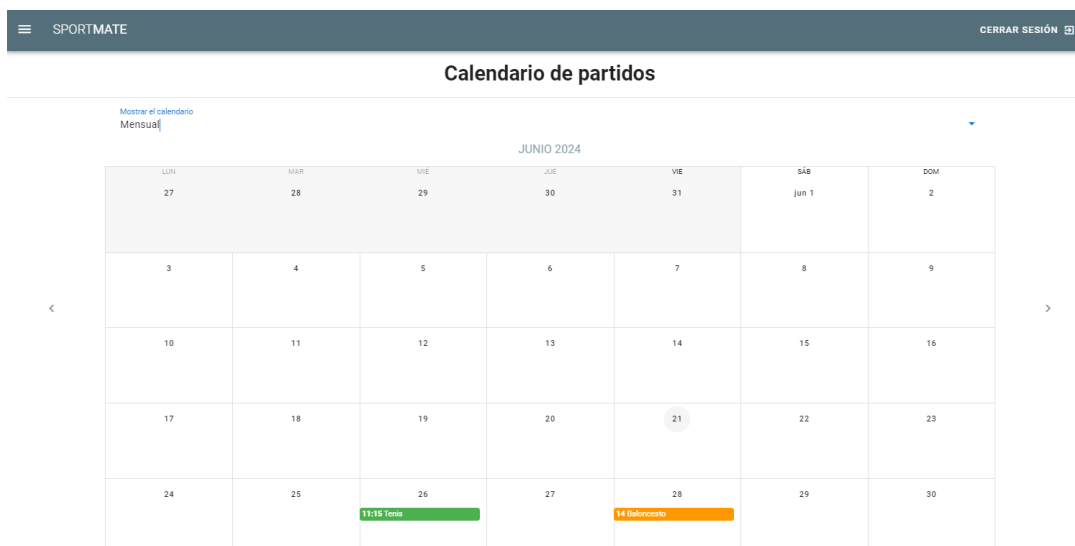 SPORTMATE CERRAR SESIÓN
Calendario de partidos
Mostrar el calendario
Mensual
JUNIO 2024
LUN MAR MIÉ JUE VIE SÁB DOM
27 28 29 30 31 jun 1 2
3 4 5 6 7 8 9
10 11 12 13 14 15 16
17 18 19 20 21 22 23
24 25 26 27 28 29 30
11:15 Tenis 14 Baloncesto